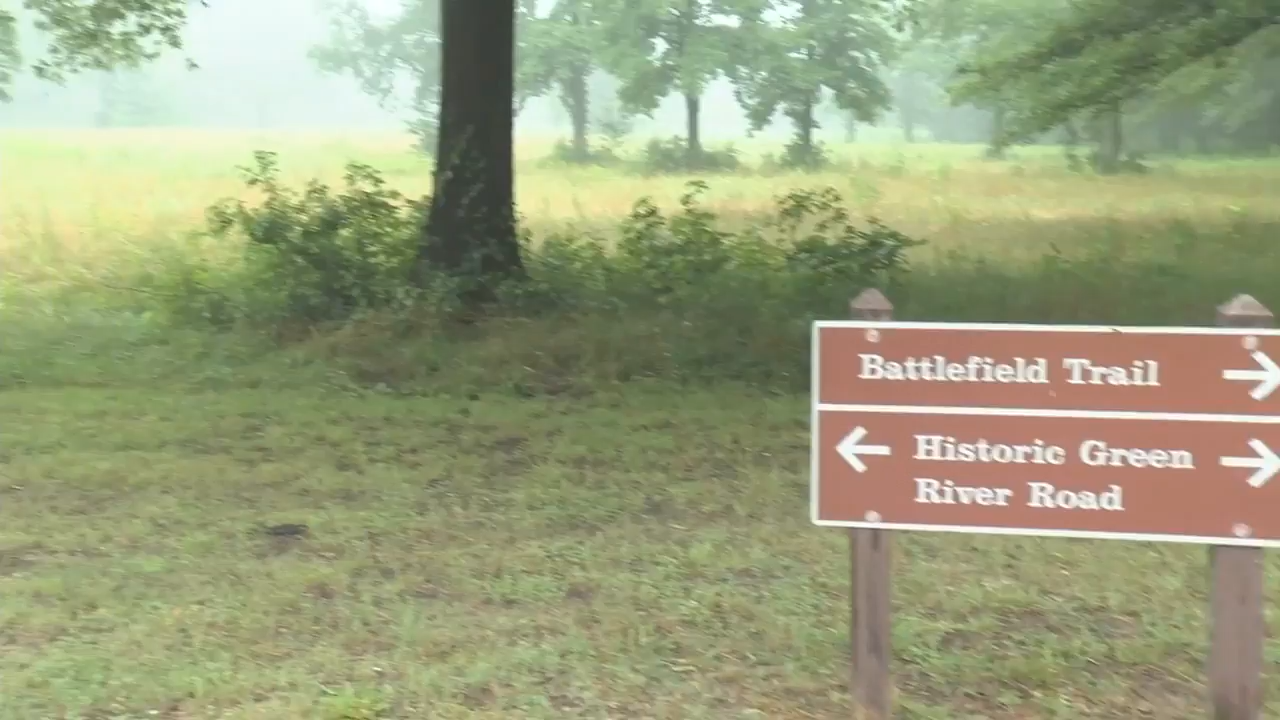 Battlefield Trail →
← Historic Green →
River Road